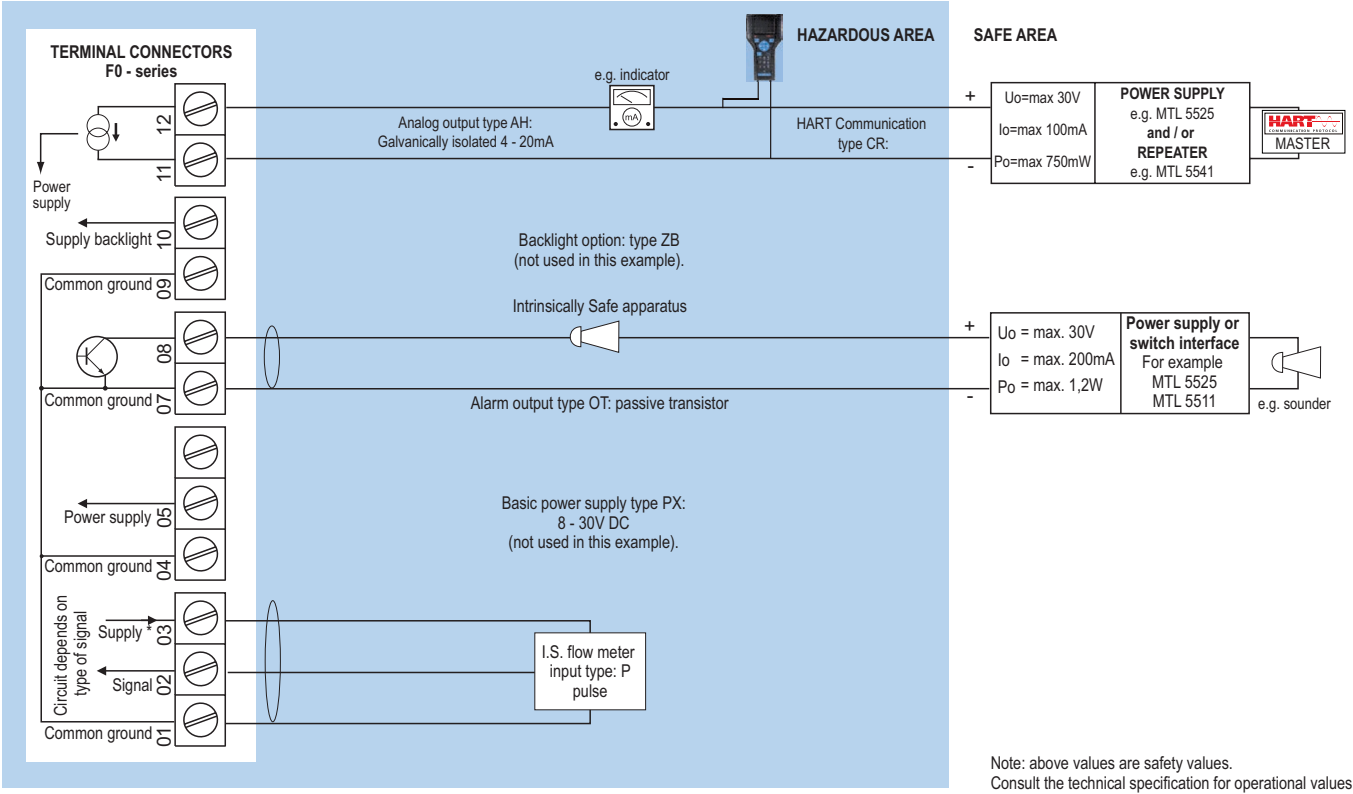 TERMINAL CONNECTORS
F0 - series
HAZARDOUS AREA
SAFE AREA
e.g. indicator
mA
12
11
Power
supply
Analog output type AH:
Galvanically isolated 4 - 20mA
HART Communication
type CR:
+
-
Uo=max 30V
Io=max 100mA
Po=max 750mW
POWER SUPPLY
e.g. MTL 5525
and / or
REPEATER
e.g. MTL 5541
HART
COMMUNICATION PROTOCOL
MASTER
Supply backlight
10
Common ground
09
Backlight option: type ZB
(not used in this example).
Intrinsically Safe apparatus
08
Common ground
07
Alarm output type OT: passive transistor
+
-
Uo = max. 30V
Io = max. 200mA
Po = max. 1,2W
Power supply or
switch interface
For example
MTL 5525
MTL 5511
e.g. sounder
Power supply
05
Common ground
04
Basic power supply type PX:
8 - 30V DC
(not used in this example).
Circuit depends on
type of signal
Supply *
03
Signal
02
Common ground
01
I.S. flow meter
input type: P
pulse
Note: above values are safety values.
Consult the technical specification for operational values